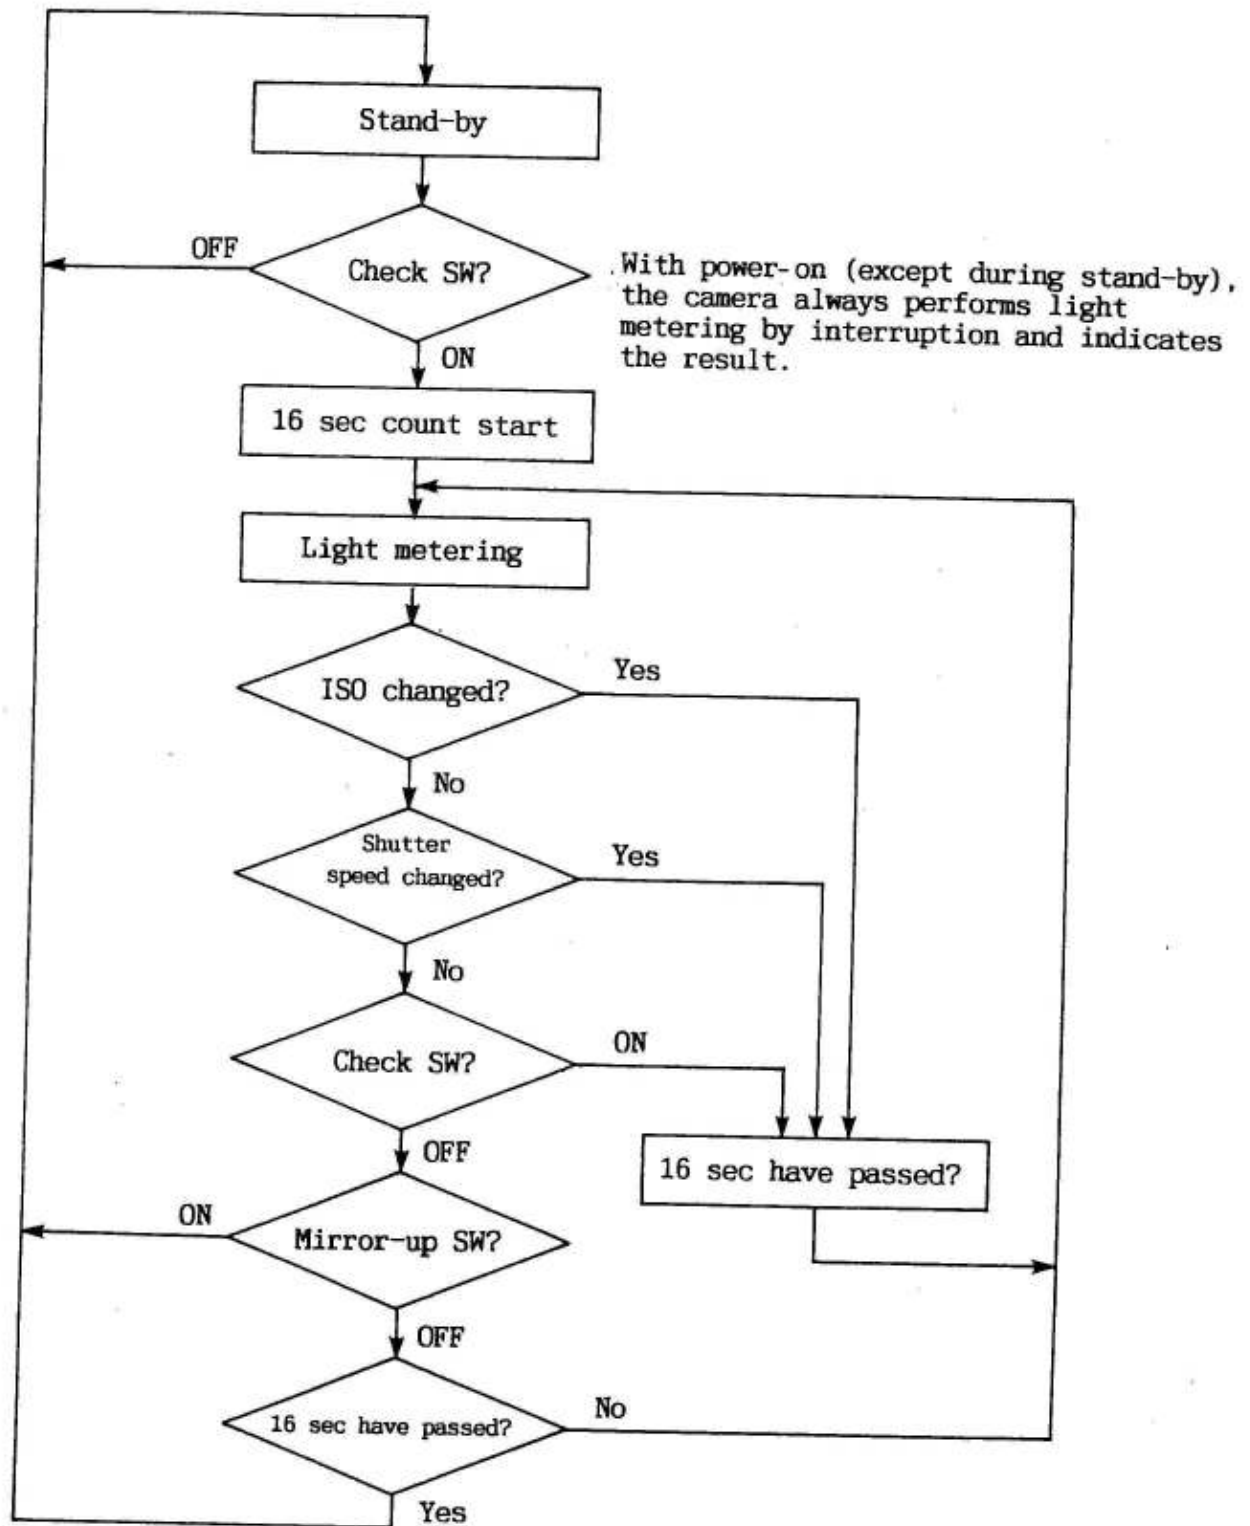 Stand-by
OFF
Check SW?
With power-on (except during stand-by),
the camera always performs light
metering by interruption and indicates
the result.
ON
16 sec count start
Light metering
ISO changed?
Yes
No
Shutter
speed changed?
Yes
No
Check SW?
ON
OFF
16 sec have passed?
ON
Mirror-up SW?
OFF
16 sec have passed?
No
Yes